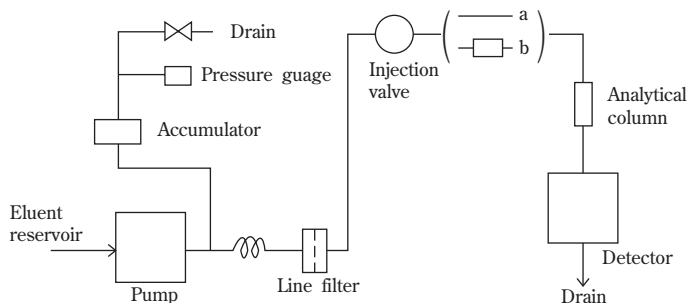 Drain
Pressure guage
Accumulator
Injection
valve
a
b
Analytical
column
Eluent
reservoir
Pump
Line filter
Detector
Drain